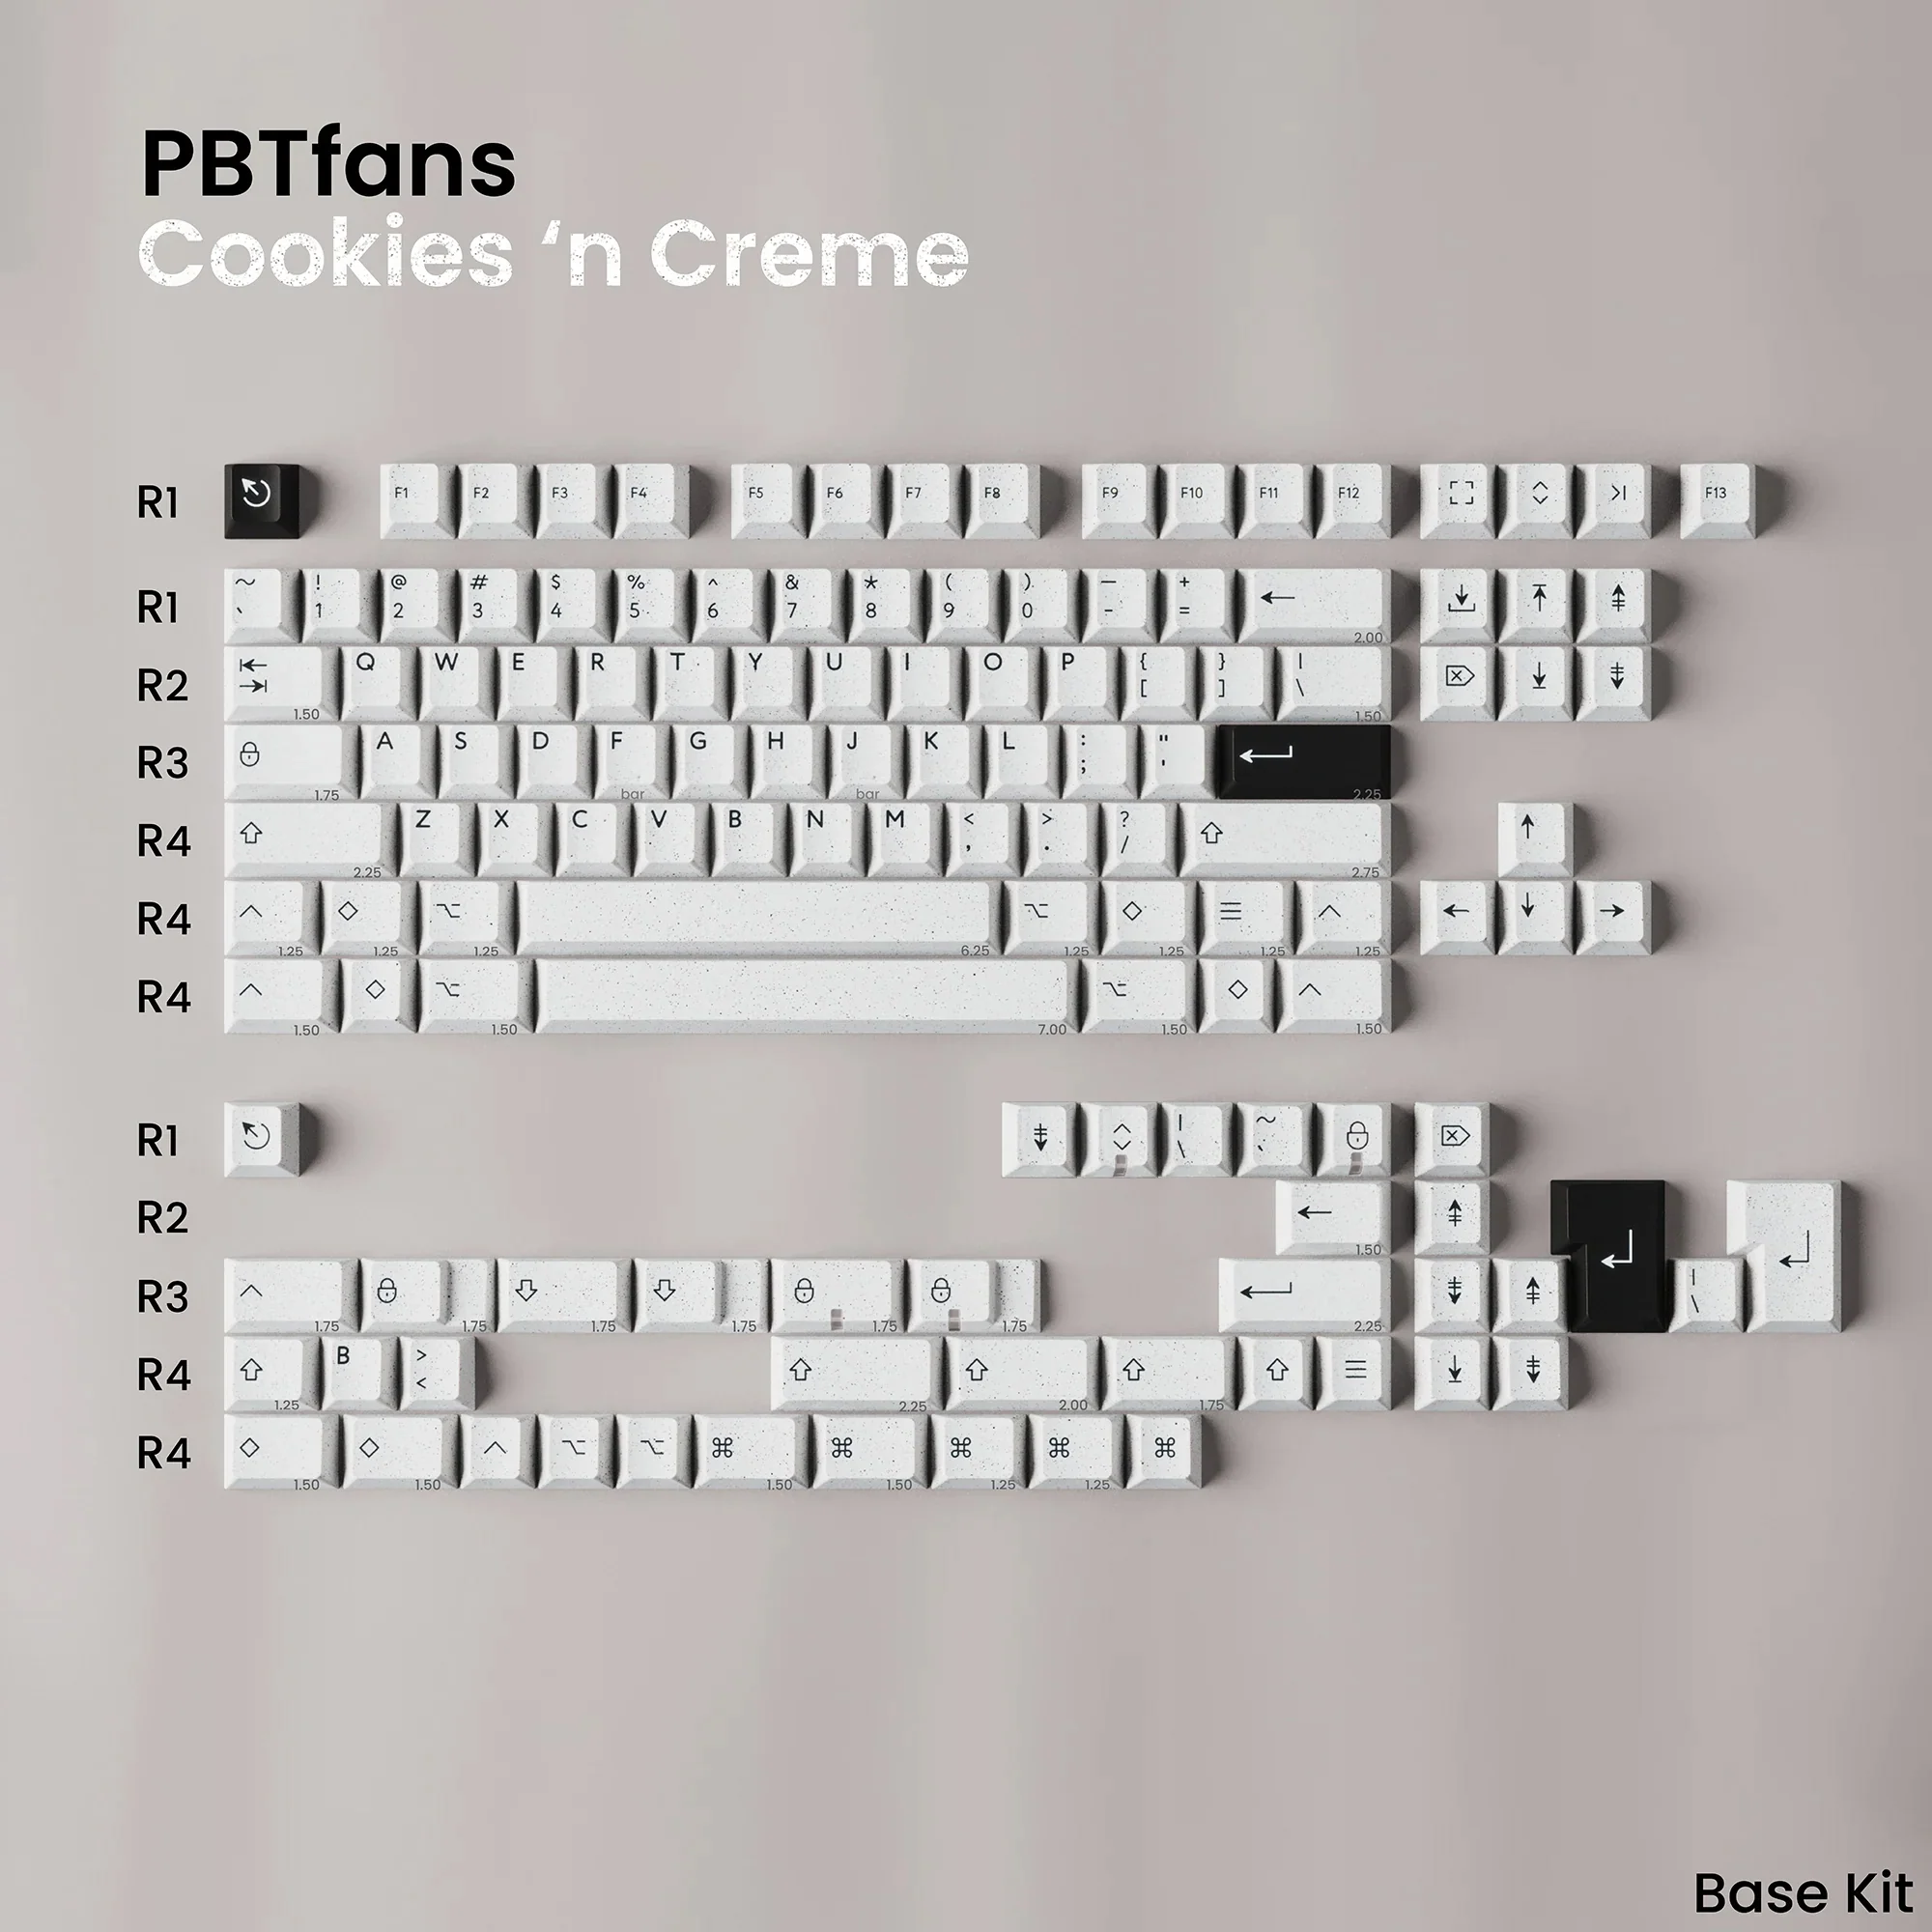 PBTfans
Cookies ‘n Creme
R1 F1 F2 F3 F4 F5 F6 F7 F8 F9 F10 F11 F12 F13
R1 ~ ! @ # $ % ^ & * ( ) — +
` 1 2 3 4 5 6 7 8 9 0 - =
2.00
R2 Q W E R T Y U I O P { } |
[ ] \
1.50 1.50
R3 A S D F G H J K L : "
; '
1.75 bar bar 2.25
R4 Z X C V B N M < > ?
, . /
2.25 2.75
R4
1.25 1.25 1.25 6.25 1.25 1.25 1.25 1.25
R4
1.50 1.50 7.00 1.50 1.50
R1 | ~
\ `
R2
1.50
R3 |
\
1.75 1.75 1.75 1.75 1.75 1.75 2.25
R4 B >
<
1.25 2.25 2.00 1.75
R4 ⌘ ⌘ ⌘ ⌘ ⌘
1.50 1.50 1.50 1.50 1.25 1.25
Base Kit